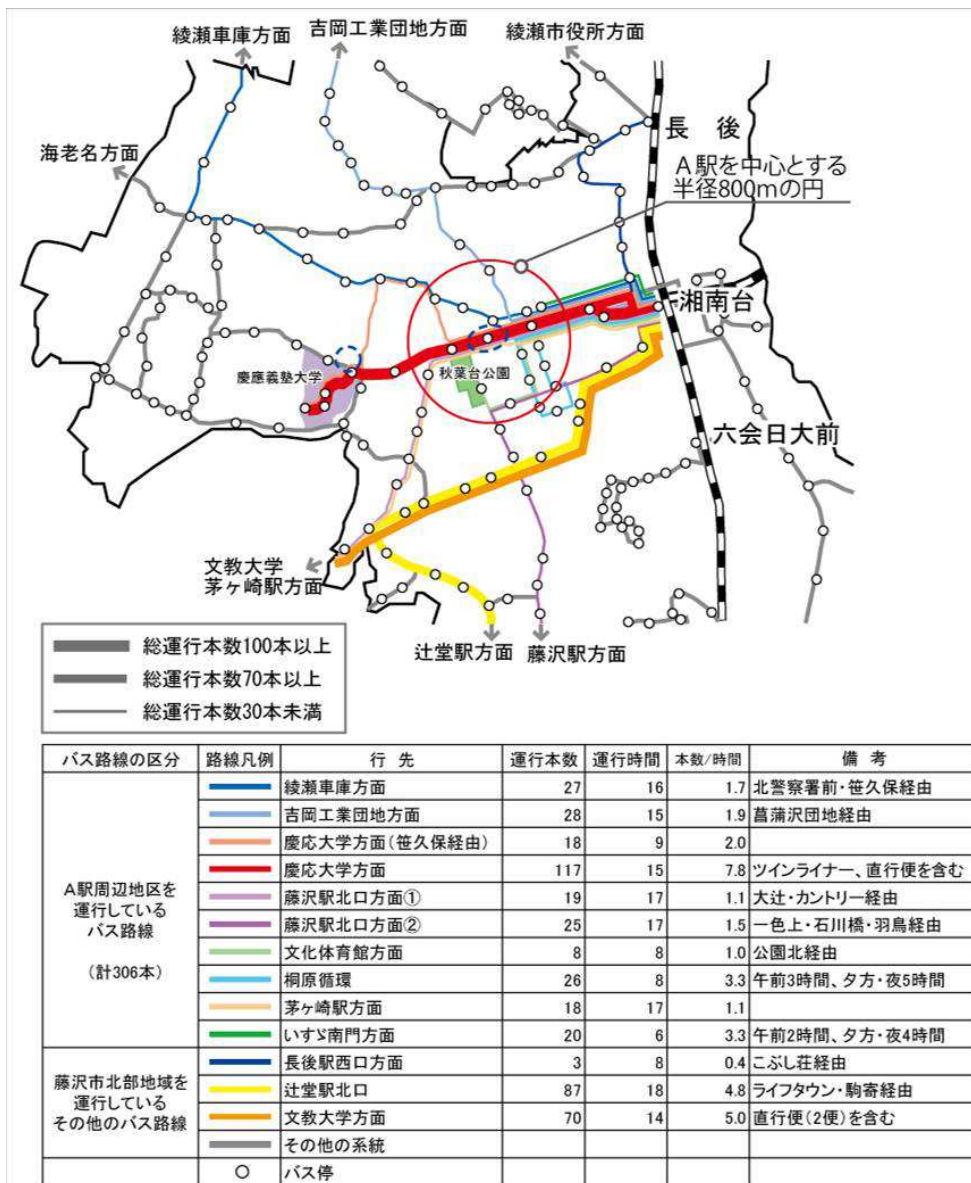 綾瀬車庫方面
吉岡工業団地方面
綾瀬市役所方面
海老名方面
長 後
A駅を中心とする
半径800mの円
湘南台
慶應義塾大学
秋葉台公園
六会日大前
文教大学
茅ヶ崎駅方面
辻堂駅方面
藤沢駅方面
総運行本数100本以上
総運行本数70本以上
総運行本数30本未満
バス路線の区分 路線凡例 行 先 運行本数 運行時間 本数/時間 備 考
A駅周辺地区を
運行している
バス路線
(計306本)
綾瀬車庫方面 27 16 1.7 北警察署前・笹久保経由
吉岡工業団地方面 28 15 1.9 菖蒲沢団地経由
慶応大学方面(笹久保経由) 18 9 2.0
慶応大学方面 117 15 7.8 ツインライナー、直行便を含む
藤沢駅北口方面① 19 17 1.1 大辻・カントリー経由
藤沢駅北口方面② 25 17 1.5 一色上・石川橋・羽鳥経由
文化体育館方面 8 8 1.0 公園北経由
桐原循環 26 8 3.3 午前3時間、夕方・夜5時間
茅ヶ崎駅方面 18 17 1.1
いすゞ南門方面 20 6 3.3 午前2時間、夕方・夜4時間
藤沢市北部地域を
運行している
その他のバス路線
長後駅西口方面 3 8 0.4 こぶし荘経由
辻堂駅北口 87 18 4.8 ライフタウン・駒寄経由
文教大学方面 70 14 5.0 直行便(2便)を含む
その他の系統
バス停